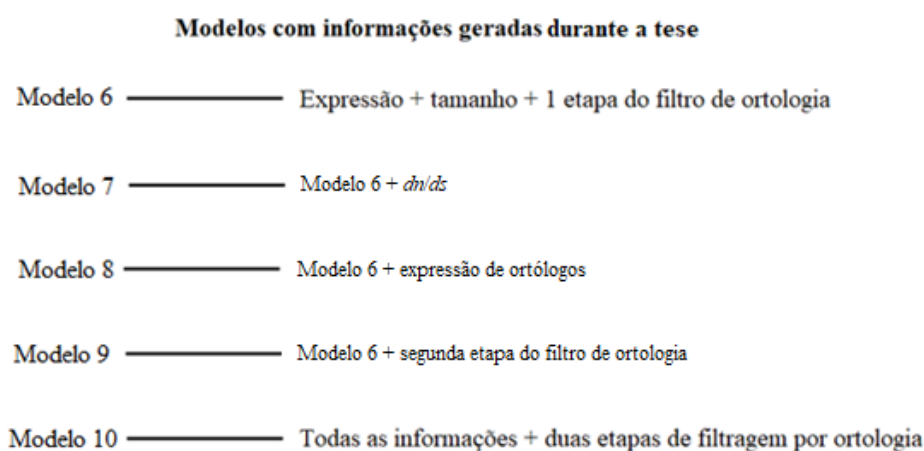 Modelos com informações geradas durante a tese
Modelo 6 Expressão + tamanho + 1 etapa do filtro de ortologia
Modelo 7 Modelo 6 + dn/ds
Modelo 8 Modelo 6 + expressão de ortólogos
Modelo 9 Modelo 6 + segunda etapa do filtro de ortologia
Modelo 10 Todas as informações + duas etapas de filtragem por ortologia